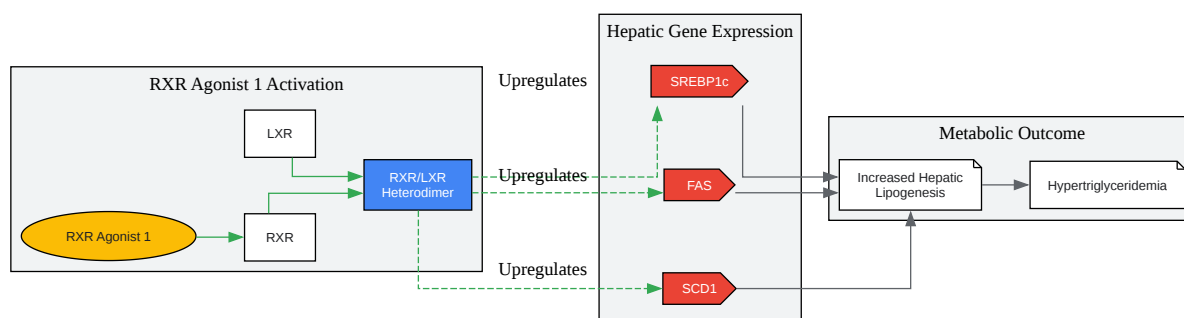 RXR Agonist 1 Activation
RXR Agonist 1
LXR
RXR
RXR/LXR
Heterodimer
Upregulates
Upregulates
Upregulates
Hepatic Gene Expression
SREBP1c
FAS
SCD1
Metabolic Outcome
Increased Hepatic
Lipogenesis
Hypertriglyceridemia